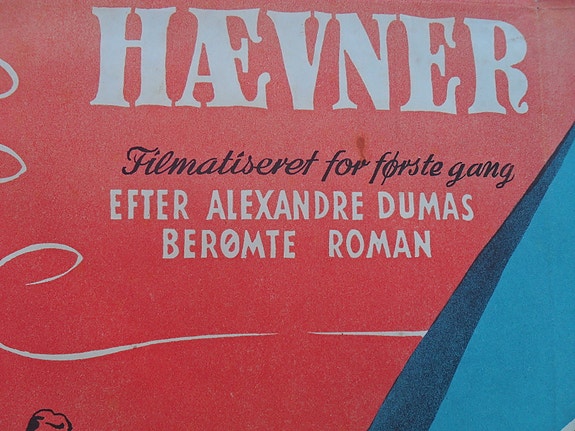 HÆVNER
Filmatiseret for første gang
EFTER ALEXANDRE DUMAS
BERØMTE ROMAN